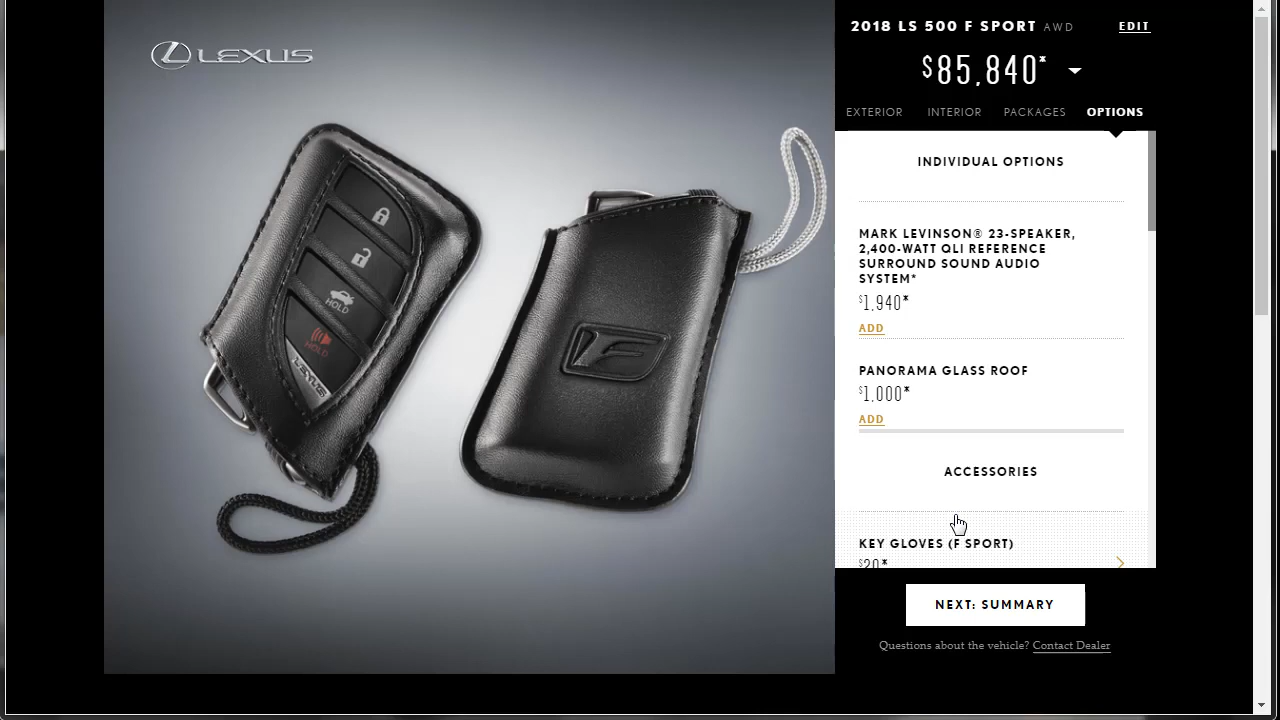 LEXUS
HOLD
HOLD
LEXUS
2018 LS 500 F SPORT AWD
EDIT
$85,840*
EXTERIOR INTERIOR PACKAGES OPTIONS
INDIVIDUAL OPTIONS
MARK LEVINSON® 23-SPEAKER,
2,400-WATT QLI REFERENCE
SURROUND SOUND AUDIO
SYSTEM*
$1,940*
ADD
PANORAMA GLASS ROOF
$1,000*
ADD
ACCESSORIES
KEY GLOVES (F SPORT)
$20*
NEXT: SUMMARY
Questions about the vehicle? Contact Dealer